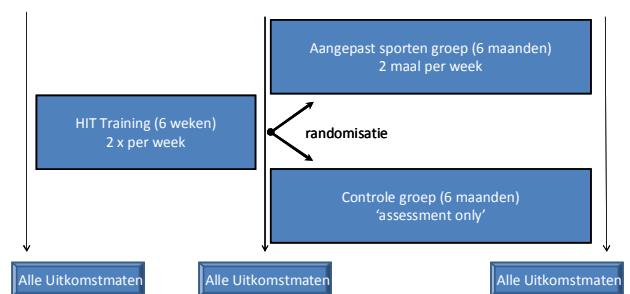 Aangepast sporten groep (6 maanden)
2 maal per week
HIT Training (6 weken)
2 x per week
randomisatie
Controle groep (6 maanden)
‘assessment only’
Alle Uitkomstmaten
Alle Uitkomstmaten
Alle Uitkomstmaten